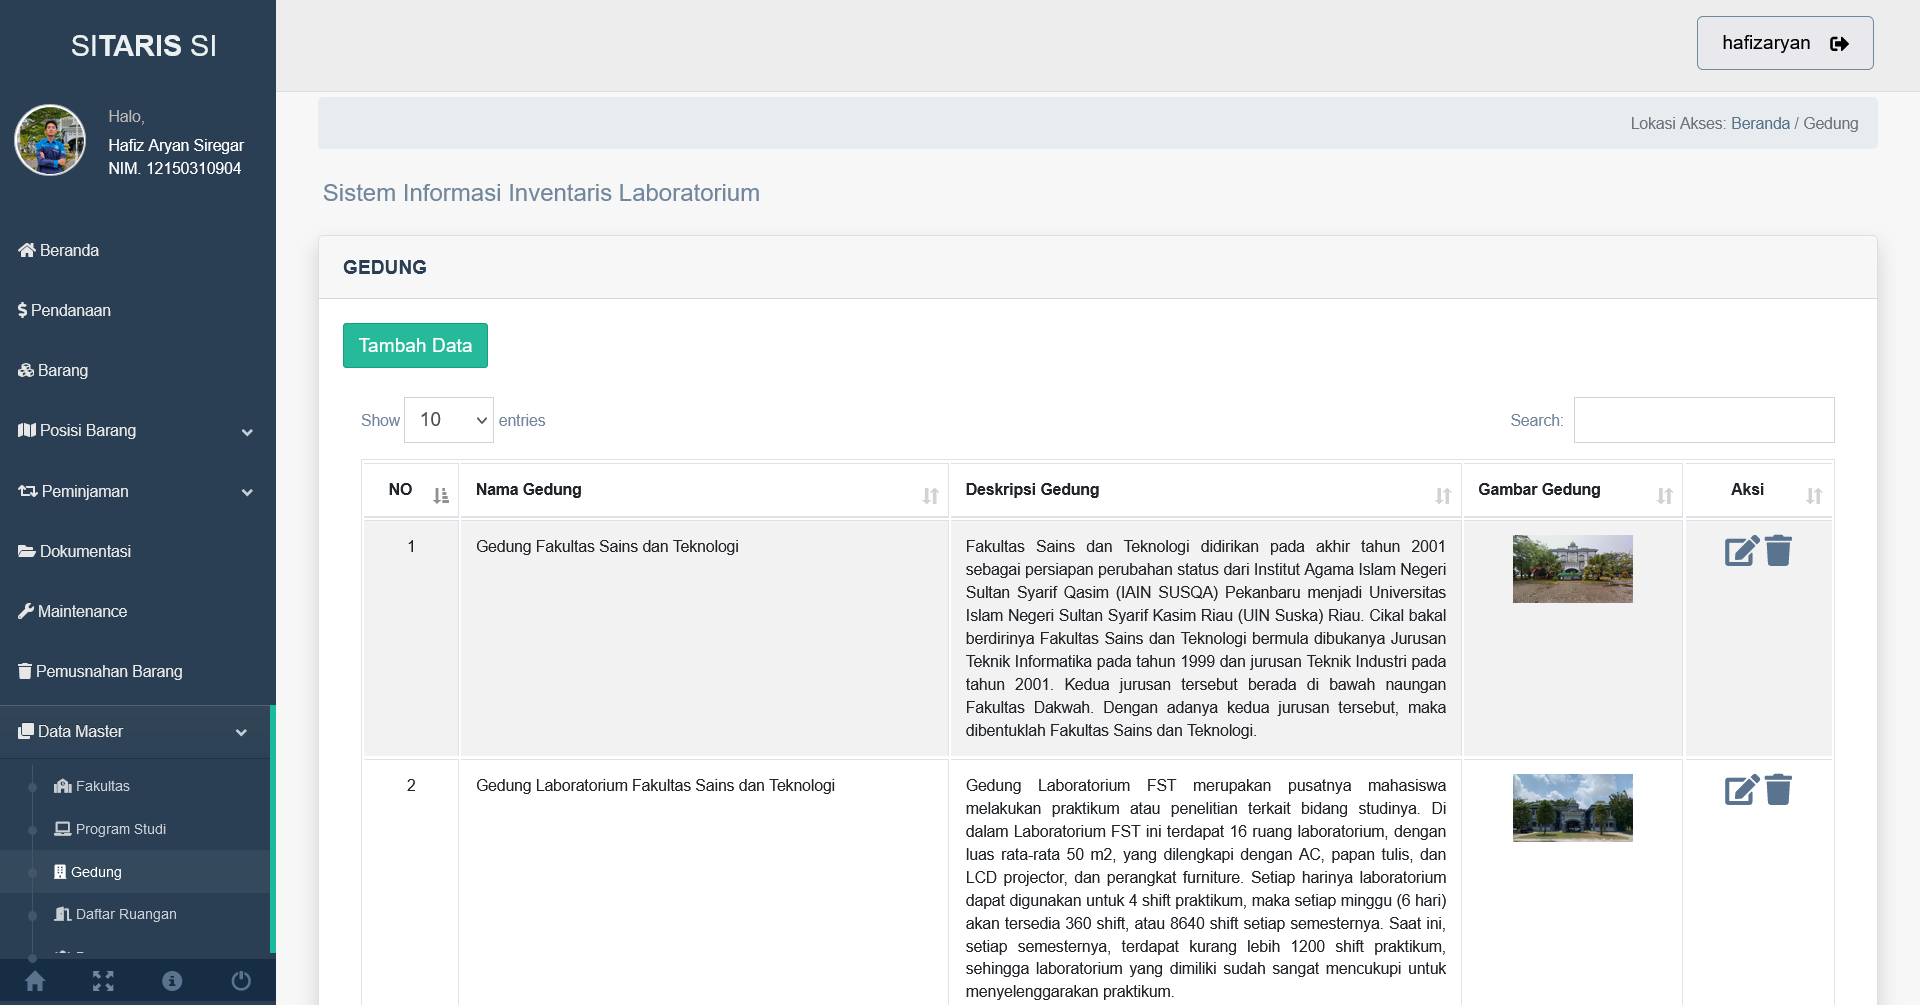 SITARIS SI
Halo,
Hafiz Aryan Siregar
NIM. 12150310904
Beranda
Pendanaan
Barang
Posisi Barang
Peminjaman
Dokumentasi
Maintenance
Pemusnahan Barang
Data Master
Fakultas
Program Studi
Gedung
Daftar Ruangan
hafizaryan
Lokasi Akses: Beranda / Gedung
Sistem Informasi Inventaris Laboratorium
GEDUNG
Tambah Data
Show 10 entries
Search:
NO Nama Gedung Deskripsi Gedung Gambar Gedung Aksi
1 Gedung Fakultas Sains dan Teknologi
Fakultas Sains dan Teknologi didirikan pada akhir tahun 2001
sebagai persiapan perubahan status dari Institut Agama Islam Negeri
Sultan Syarif Qasim (IAIN SUSQA) Pekanbaru menjadi Universitas
Islam Negeri Sultan Syarif Kasim Riau (UIN Suska) Riau. Cikal bakal
berdirinya Fakultas Sains dan Teknologi bermula dibukanya Jurusan
Teknik Informatika pada tahun 1999 dan jurusan Teknik Industri pada
tahun 2001. Kedua jurusan tersebut berada di bawah naungan
Fakultas Dakwah. Dengan adanya kedua jurusan tersebut, maka
dibentuklah Fakultas Sains dan Teknologi.
2 Gedung Laboratorium Fakultas Sains dan Teknologi
Gedung Laboratorium FST merupakan pusatnya mahasiswa
melakukan praktikum atau penelitian terkait bidang studinya. Di
dalam Laboratorium FST ini terdapat 16 ruang laboratorium, dengan
luas rata-rata 50 m2, yang dilengkapi dengan AC, papan tulis, dan
LCD projector, dan perangkat furniture. Setiap harinya laboratorium
dapat digunakan untuk 4 shift praktikum, maka setiap minggu (6 hari)
akan tersedia 360 shift, atau 8640 shift setiap semesternya. Saat ini,
setiap semesternya, terdapat kurang lebih 1200 shift praktikum,
sehingga laboratorium yang dimiliki sudah sangat mencukupi untuk
menyelenggarakan praktikum.